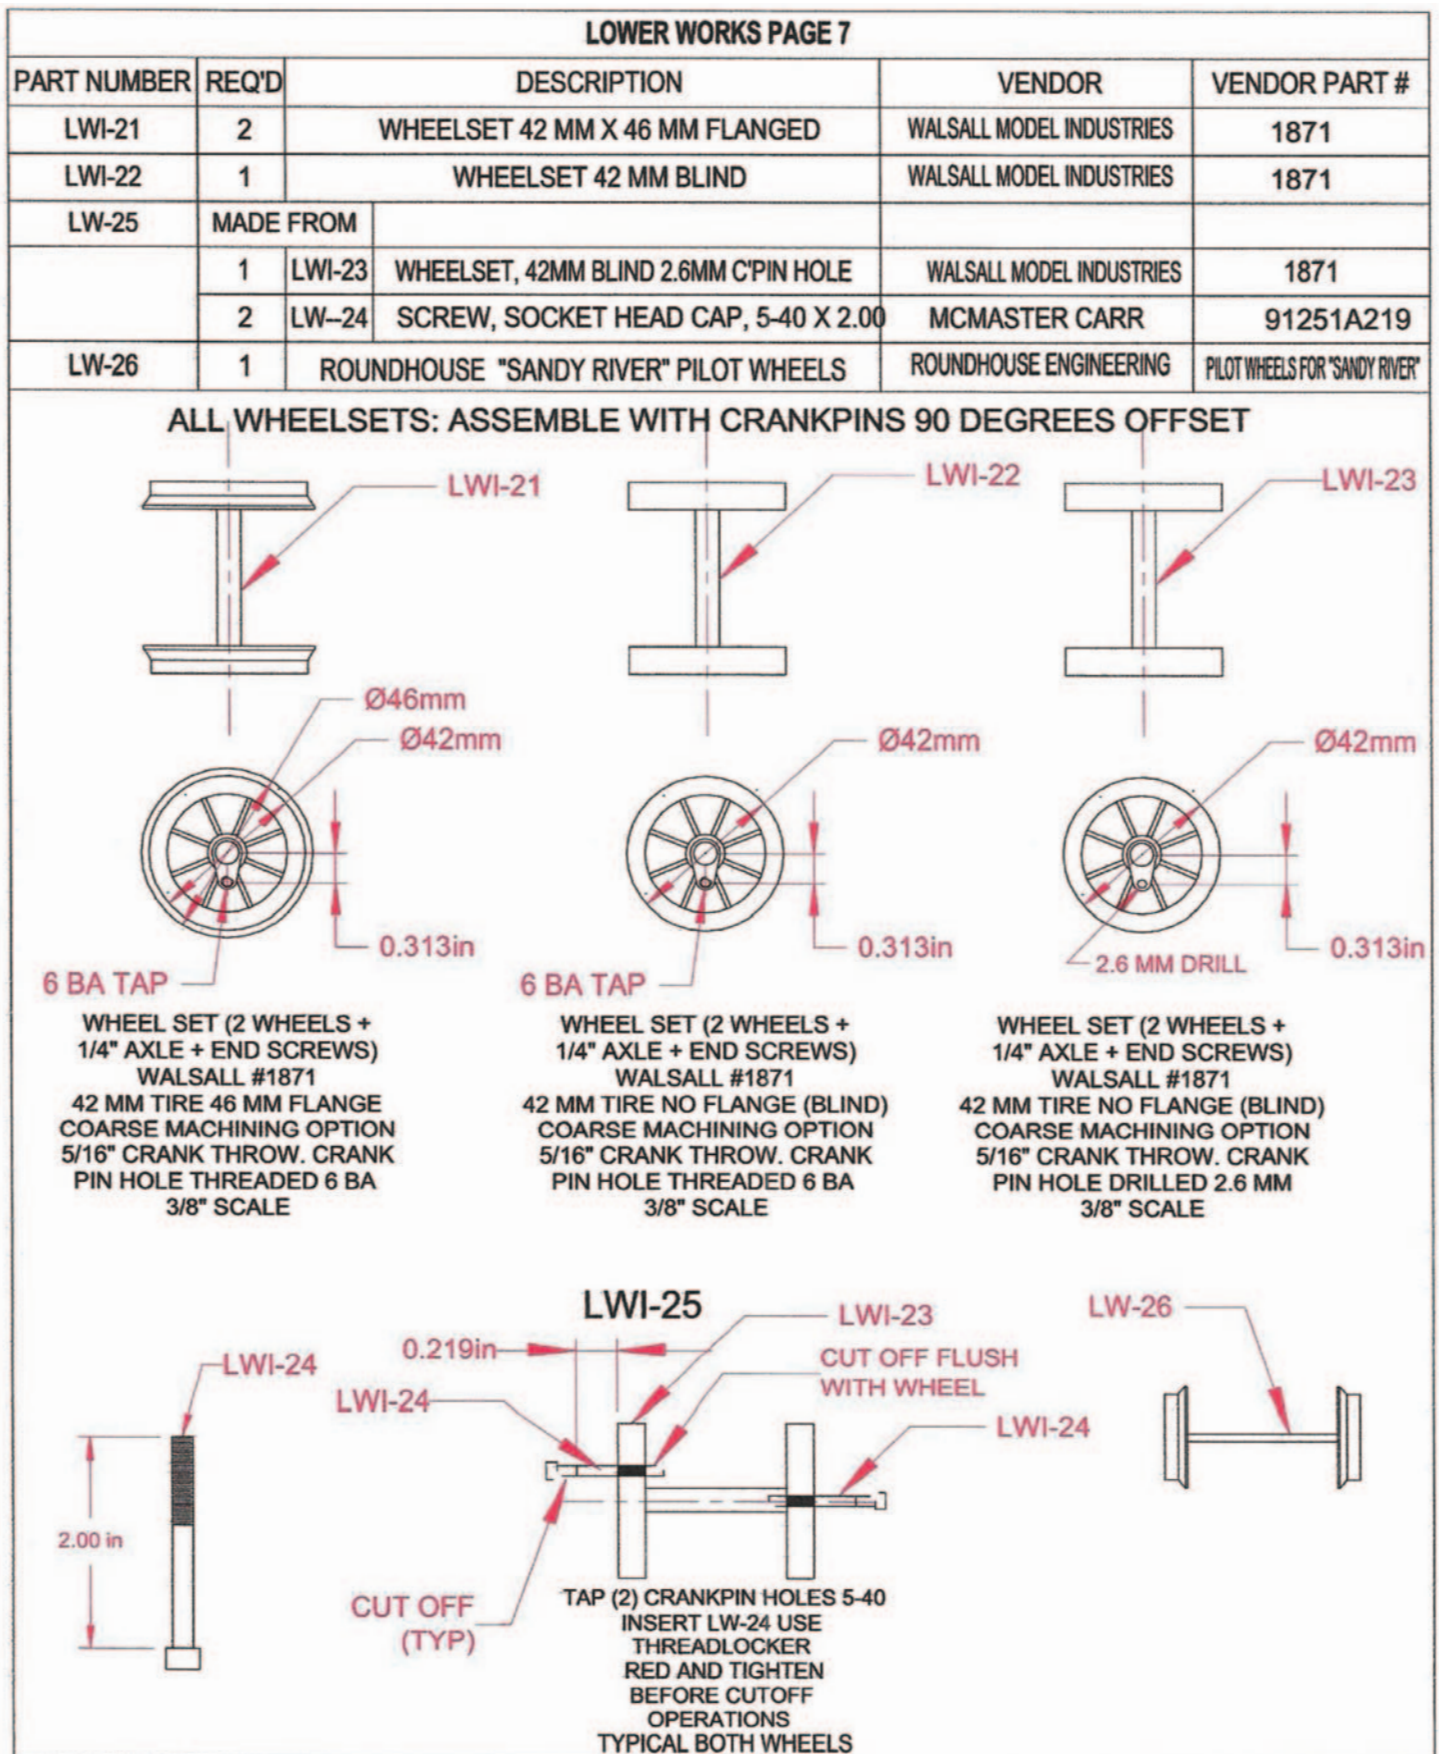 LOWER WORKS PAGE 7
PART NUMBER REQ'D DESCRIPTION VENDOR VENDOR PART #
LWI-21 2 WHEELSET 42 MM X 46 MM FLANGED WALSALL MODEL INDUSTRIES 1871
LWI-22 1 WHEELSET 42 MM BLIND WALSALL MODEL INDUSTRIES 1871
LW-25 MADE FROM
1 LWI-23 WHEELSET, 42MM BLIND 2.6MM C'PIN HOLE WALSALL MODEL INDUSTRIES 1871
2 LW--24 SCREW, SOCKET HEAD CAP, 5-40 X 2.00 MCMASTER CARR 91251A219
LW-26 1 ROUNDHOUSE "SANDY RIVER" PILOT WHEELS ROUNDHOUSE ENGINEERING PILOT WHEELS FOR "SANDY RIVER"
ALL WHEELSETS: ASSEMBLE WITH CRANKPINS 90 DEGREES OFFSET
LWI-21
LWI-22
LWI-23
Ø46mm
Ø42mm
Ø42mm
Ø42mm
0.313in
0.313in
0.313in
6 BA TAP
6 BA TAP
2.6 MM DRILL
WHEEL SET (2 WHEELS +
1/4" AXLE + END SCREWS)
WALSALL #1871
42 MM TIRE 46 MM FLANGE
COARSE MACHINING OPTION
5/16" CRANK THROW. CRANK
PIN HOLE THREADED 6 BA
3/8" SCALE
WHEEL SET (2 WHEELS +
1/4" AXLE + END SCREWS)
WALSALL #1871
42 MM TIRE NO FLANGE (BLIND)
COARSE MACHINING OPTION
5/16" CRANK THROW. CRANK
PIN HOLE THREADED 6 BA
3/8" SCALE
WHEEL SET (2 WHEELS +
1/4" AXLE + END SCREWS)
WALSALL #1871
42 MM TIRE NO FLANGE (BLIND)
COARSE MACHINING OPTION
5/16" CRANK THROW. CRANK
PIN HOLE DRILLED 2.6 MM
3/8" SCALE
LWI-24
2.00 in
LWI-25
0.219in
LWI-23
CUT OFF FLUSH
WITH WHEEL
LWI-24
LWI-24
CUT OFF
(TYP)
TAP (2) CRANKPIN HOLES 5-40
INSERT LW-24 USE
THREADLOCKER
RED AND TIGHTEN
BEFORE CUTOFF
OPERATIONS
TYPICAL BOTH WHEELS
LW-26